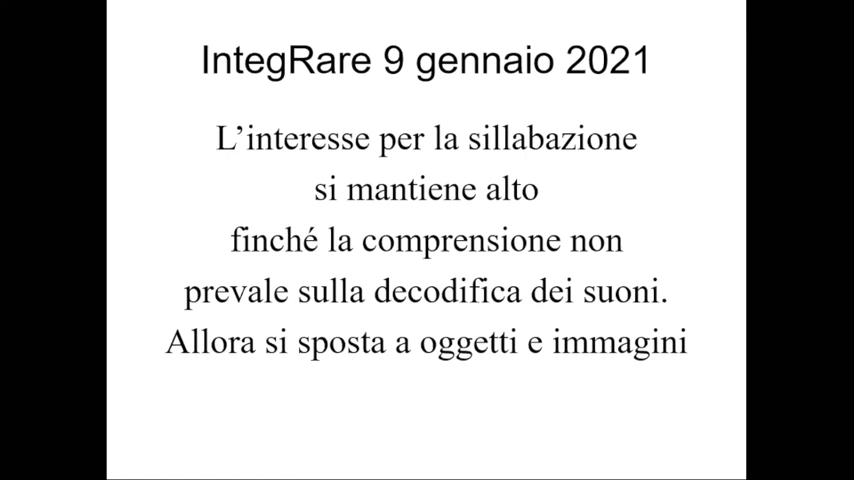 IntegRare 9 gennaio 2021
L’interesse per la sillabazione
si mantiene alto
finché la comprensione non
prevale sulla decodifica dei suoni.
Allora si sposta a oggetti e immagini